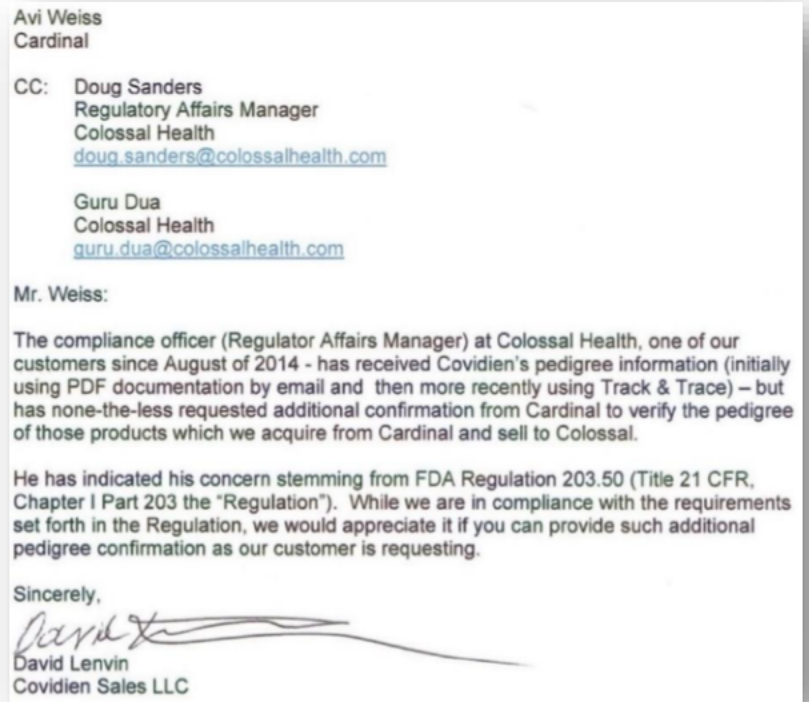 Avi Weiss
Cardinal
CC: Doug Sanders
Regulatory Affairs Manager
Colossal Health
doug.sanders@colossalhealth.com
Guru Dua
Colossal Health
guru.dua@colossalhealth.com
Mr. Weiss:
The compliance officer (Regulator Affairs Manager) at Colossal Health, one of our
customers since August of 2014 - has received Covidien's pedigree information (initially
using PDF documentation by email and then more recently using Track & Trace) – but
has none-the-less requested additional confirmation from Cardinal to verify the pedigree
of those products which we acquire from Cardinal and sell to Colossal.
He has indicated his concern stemming from FDA Regulation 203.50 (Title 21 CFR,
Chapter I Part 203 the "Regulation"). While we are in compliance with the requirements
set forth in the Regulation, we would appreciate it if you can provide such additional
pedigree confirmation as our customer is requesting.
Sincerely,
David
David Lenvin
Covidien Sales LLC